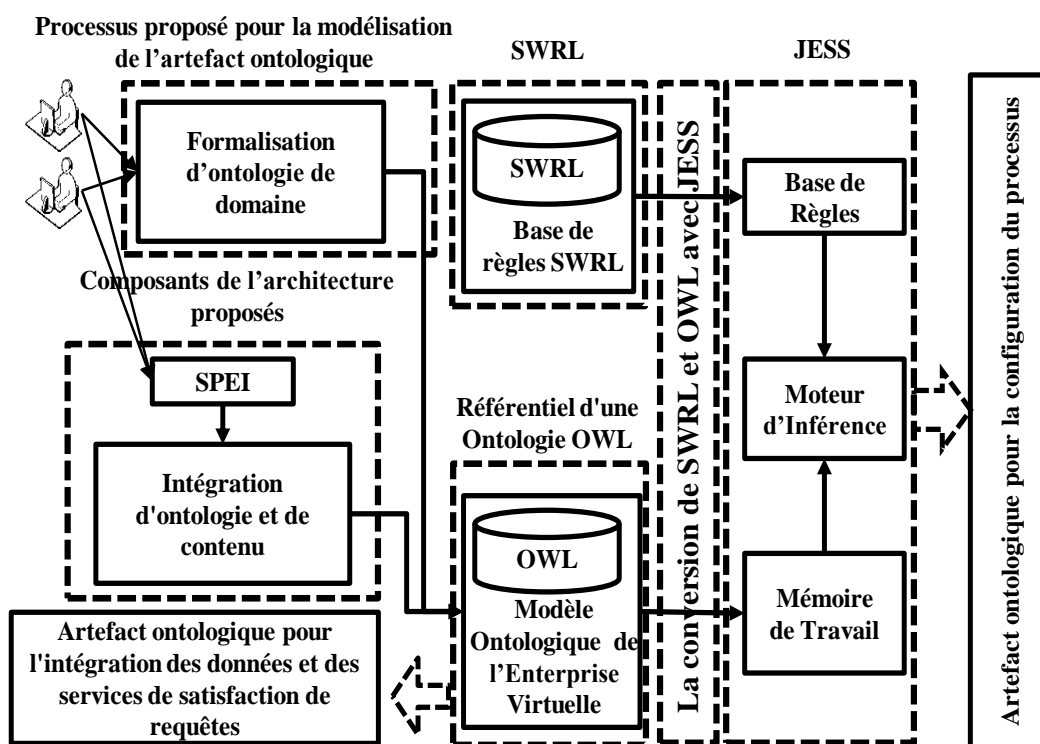 Processus proposé pour la modélisation
de l’artefact ontologique
SWRL
JESS
Formalisation
d’ontologie de
domaine
SWRL
Base de
règles SWRL
Base de
Règles
Composants de l’architecture
proposés
SPEI
Intégration
d'ontologie et de
contenu
Référentiel d'une
Ontologie OWL
OWL
Modèle
Ontologique de
l’Enterprise
Virtuelle
La conversion de SWRL et OWL avec JESS
Moteur
d’Inférence
Mémoire
de Travail
Artefact ontologique pour
l'intégration des données et des
services de satisfaction de
requêtes
Artefact ontologique pour la configuration du processus